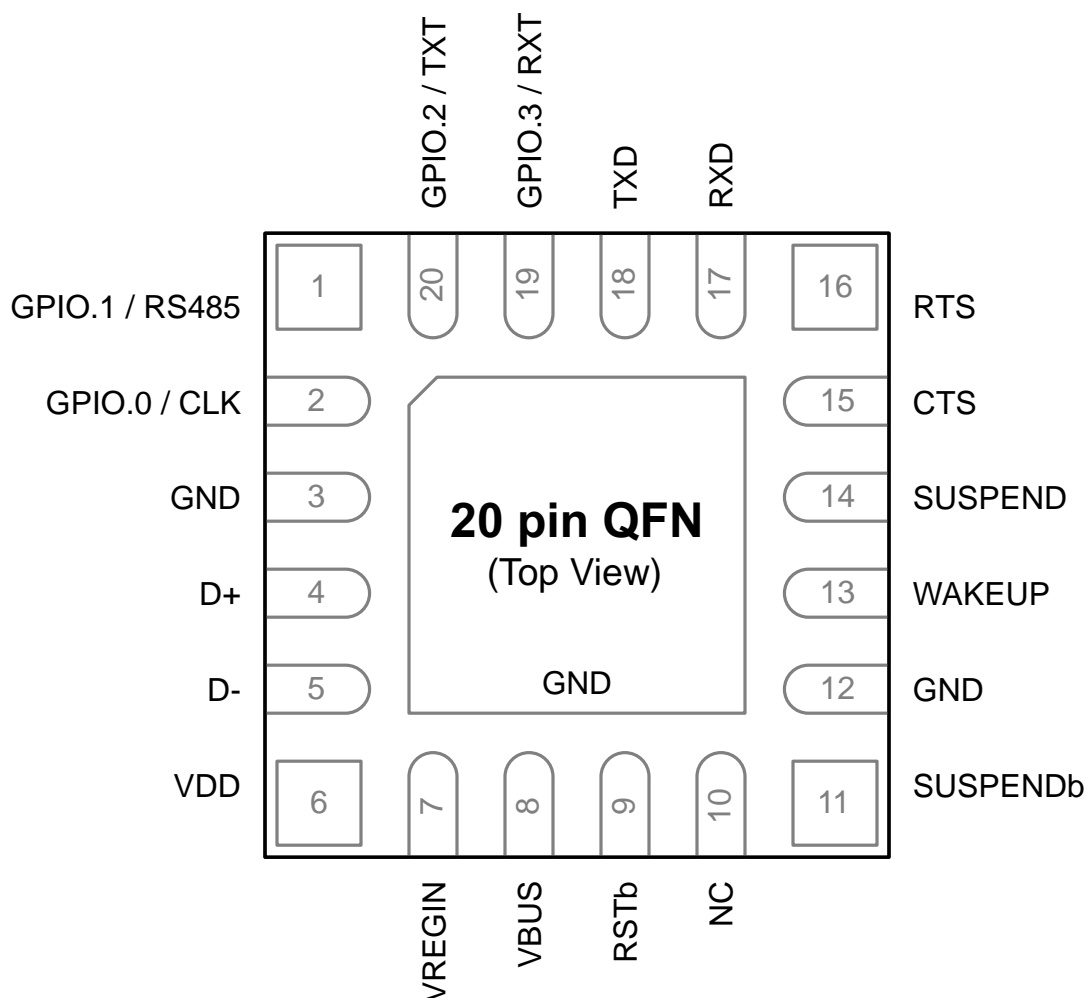 GPIO.2 / TXT
GPIO.3 / RXT
TXD
RXD
1
20
19
18
17
16
GPIO.1 / RS485
RTS
GPIO.0 / CLK
2
15
CTS
GND
3
14
SUSPEND
20 pin QFN
(Top View)
D+
4
13
WAKEUP
D-
5
GND
12
GND
VDD
6
7
8
9
10
11
SUSPENDb
VREGIN
VBUS
RSTb
NC